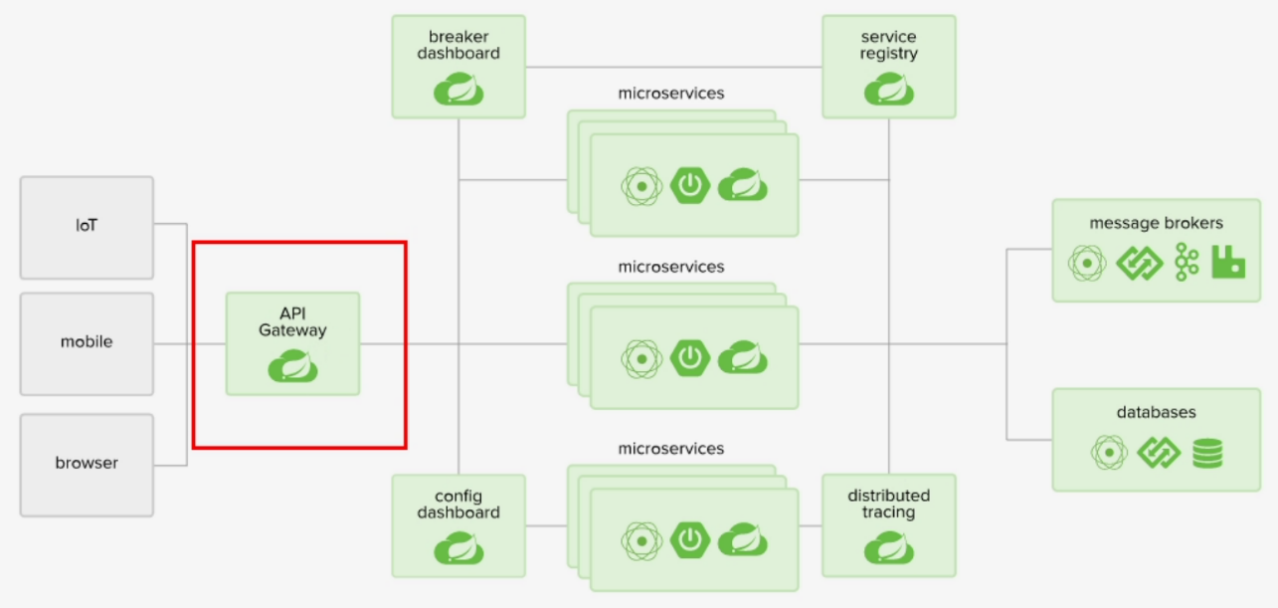 breaker
dashboard
service
registry
microservices
IoT
message brokers
microservices
API
Gateway
mobile
databases
microservices
browser
config
dashboard
distributed
tracing